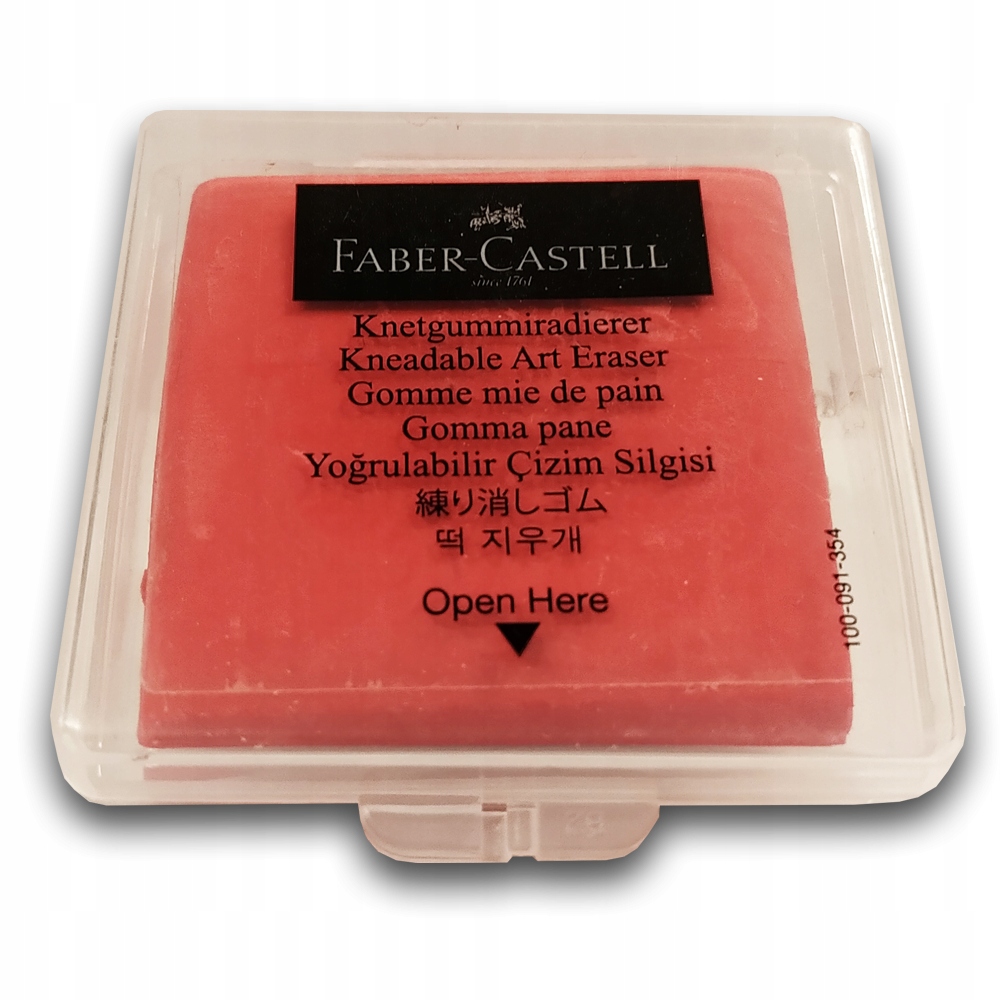 FABER-CASTELL
since 1761
Knetgummiradierer
Kneadable Art Eraser
Gomme mie de pain
Gomma pane
Yoğrulabilir Çizim Silgisi
練り消しゴム
떡 지우개
Open Here
100-091-354